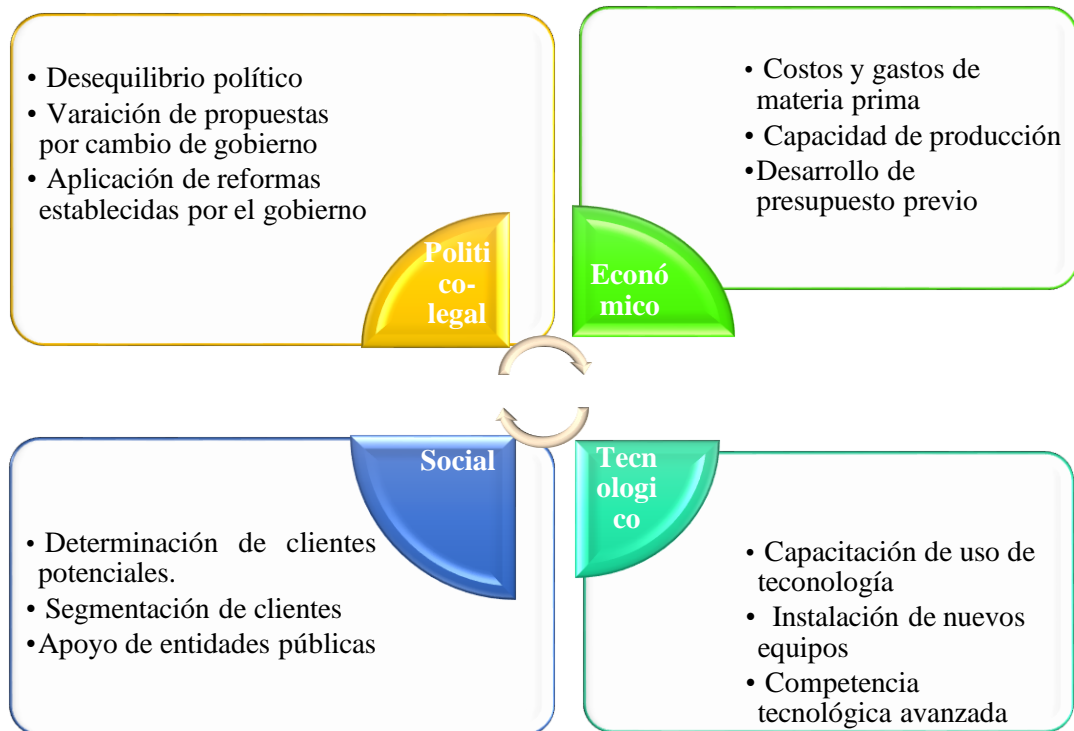 • Desequilibrio político
• Varaición de propuestas
por cambio de gobierno
• Aplicación de reformas
establecidas por el gobierno
Politi
co-
legal
• Costos y gastos de
materia prima
• Capacidad de producción
•Desarrollo de
presupuesto previo
Econó
mico
Social
• Determinación de clientes
potenciales.
• Segmentación de clientes
•Apoyo de entidades públicas
Tecn
ologi
co
• Capacitación de uso de
teconología
• Instalación de nuevos
equipos
• Competencia
tecnológica avanzada